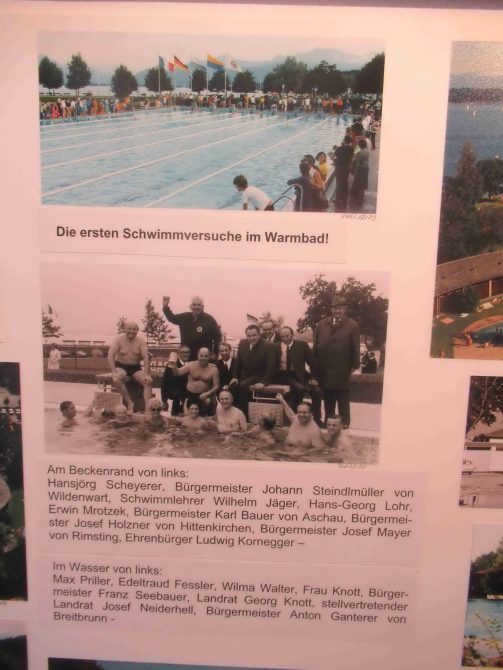 Die ersten Schwimmversuche im Warmbad!
Am Beckenrand von links:
Hansjörg Scheyerer, Bürgermeister Johann Steindlmüller von
Wildenwart, Schwimmlehrer Wilhelm Jäger, Hans-Georg Lohr,
Erwin Mrotzek, Bürgermeister Karl Bauer von Aschau, Bürgermei-
ster Josef Holzner von Hittenkirchen, Bürgermeister Josef Mayer
von Rimsting, Ehrenbürger Ludwig Kornegger –
Im Wasser von links:
Max Priller, Edeltraud Fessler, Wilma Walter, Frau Knott, Bürger-
meister Franz Seebauer, Landrat Georg Knott, stellvertretender
Landrat Josef Neiderhell, Bürgermeister Anton Ganterer von
Breitbrunn -